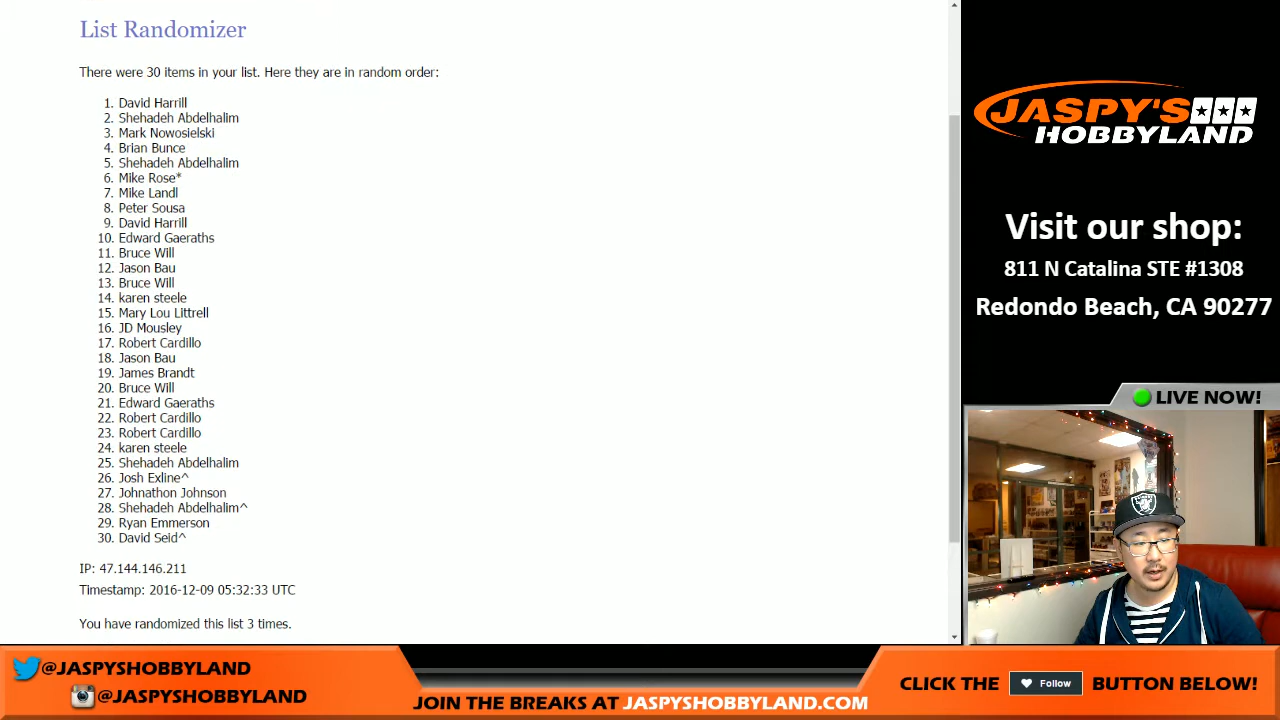 List Randomizer
There were 30 items in your list. Here they are in random order:
1. David Harrill
2. Shehadeh Abdelhalim
3. Mark Nowosielski
4. Brian Bunce
5. Shehadeh Abdelhalim
6. Mike Rose*
7. Mike Landl
8. Peter Sousa
9. David Harrill
10. Edward Gaeraths
11. Bruce Will
12. Jason Bau
13. Bruce Will
14. karen steele
15. Mary Lou Littrell
16. JD Mousley
17. Robert Cardillo
18. Jason Bau
19. James Brandt
20. Bruce Will
21. Edward Gaeraths
22. Robert Cardillo
23. Robert Cardillo
24. karen steele
25. Shehadeh Abdelhalim
26. Josh Exline^
27. Johnathon Johnson
28. Shehadeh Abdelhalim^
29. Ryan Emmerson
30. David Seid^
IP: 47.144.146.211
Timestamp: 2016-12-09 05:32:33 UTC
You have randomized this list 3 times.
JASPY'S
HOBBYLAND
Visit our shop:
811 N Catalina STE #1308
Redondo Beach, CA 90277
LIVE NOW!
@JASPYSHOBBYLAND
@JASPYSHOBBYLAND
JOIN THE BREAKS AT JASPYSHOBBYLAND.COM
CLICK THE Follow BUTTON BELOW!